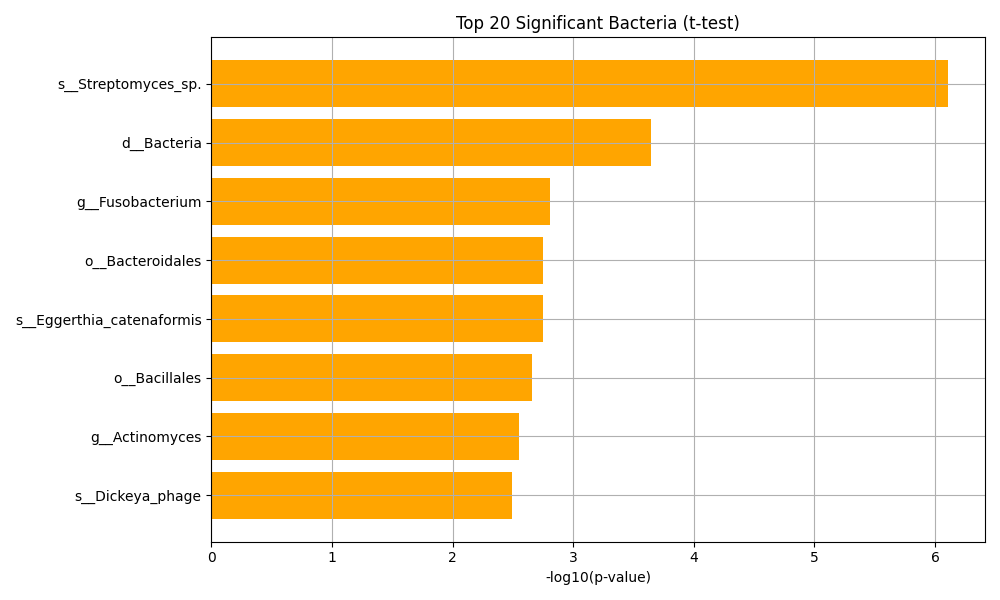 Top 20 Significant Bacteria (t-test)
s__Streptomyces_sp.
d__Bacteria
g__Fusobacterium
o__Bacteroidales
s__Eggerthia_catenaformis
o__Bacillales
g__Actinomyces
s__Dickeya_phage
0 1 2 3 4 5 6
-log10(p-value)